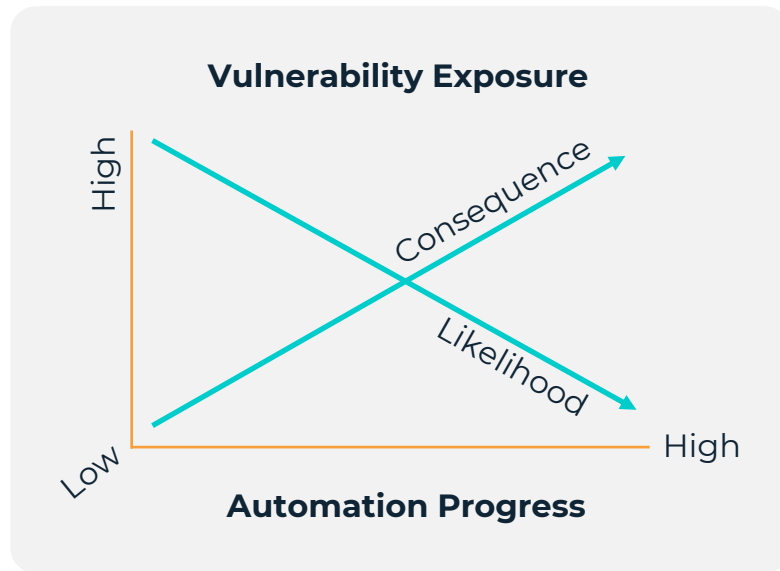 Vulnerability Exposure
High
Consequence
Likelihood
Low
High
Automation Progress